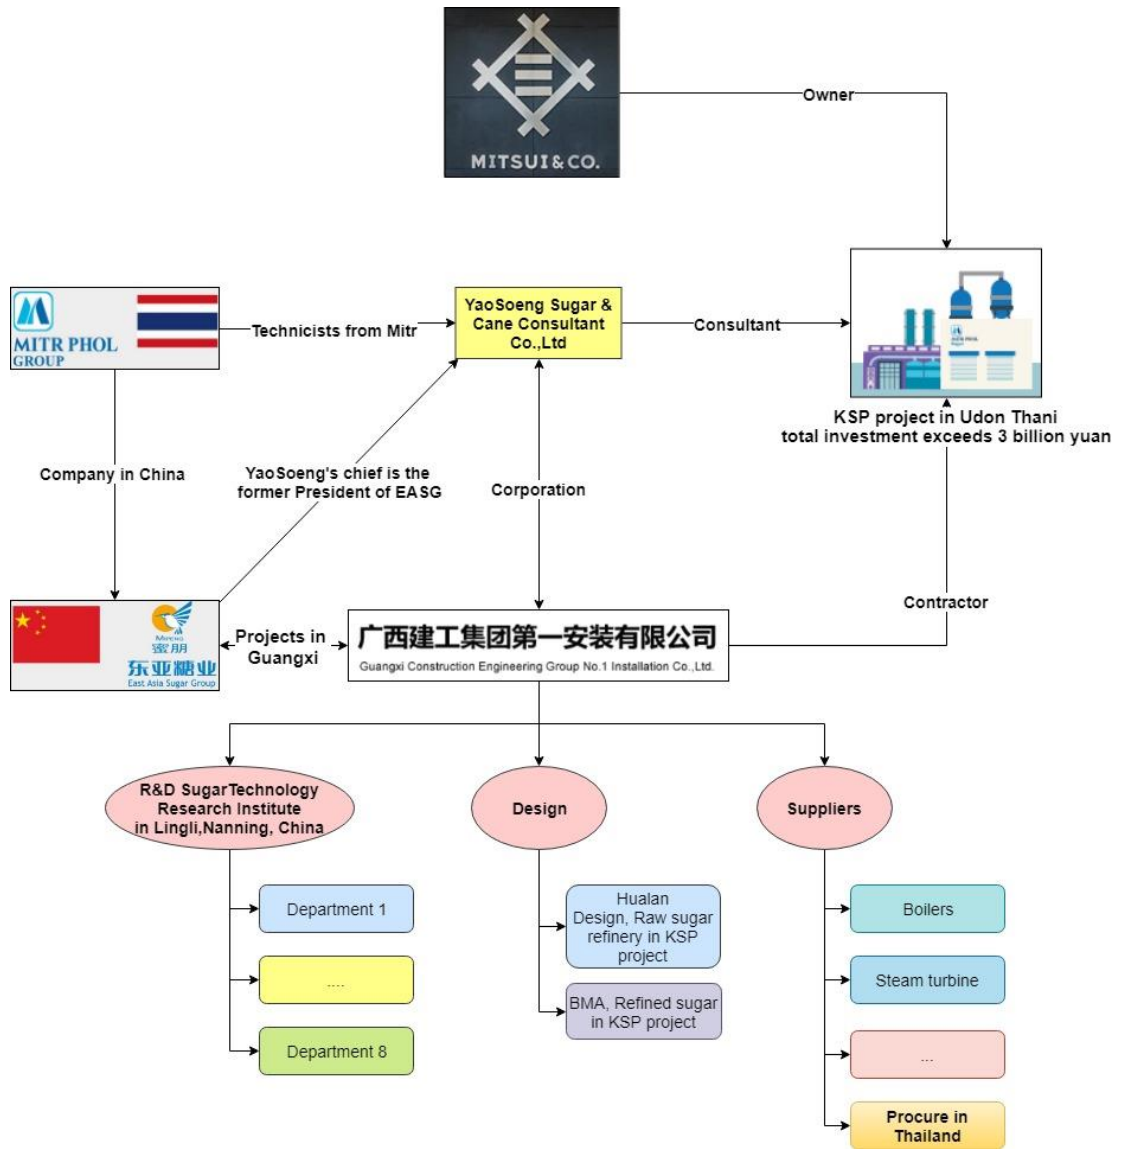 MITSUI & CO.
Owner
MITR PHOL
GROUP
Technicists from Mitr
YaoSoeng Sugar &
Cane Consultant
Co.,Ltd
Consultant
MITR PHOL
KSP project in Udon Thani
total investment exceeds 3 billion yuan
Company in China
YaoSoeng's chief is the
former President of EASG
Corporation
Contractor
蜜朋
东亚糖业
East Asia Sugar Group
Projects in
Guangxi
广西建工集团第一安装有限公司
Guangxi Construction Engineering Group No.1 Installation Co.,Ltd.
R&D SugarTechnology
Research Institute
in Lingli,Nanning, China
Design
Suppliers
Department 1
....
Department 8
Hualan
Design, Raw sugar
refinery in KSP
project
BMA, Refined sugar
in KSP project
Boilers
Steam turbine
...
Procure in
Thailand